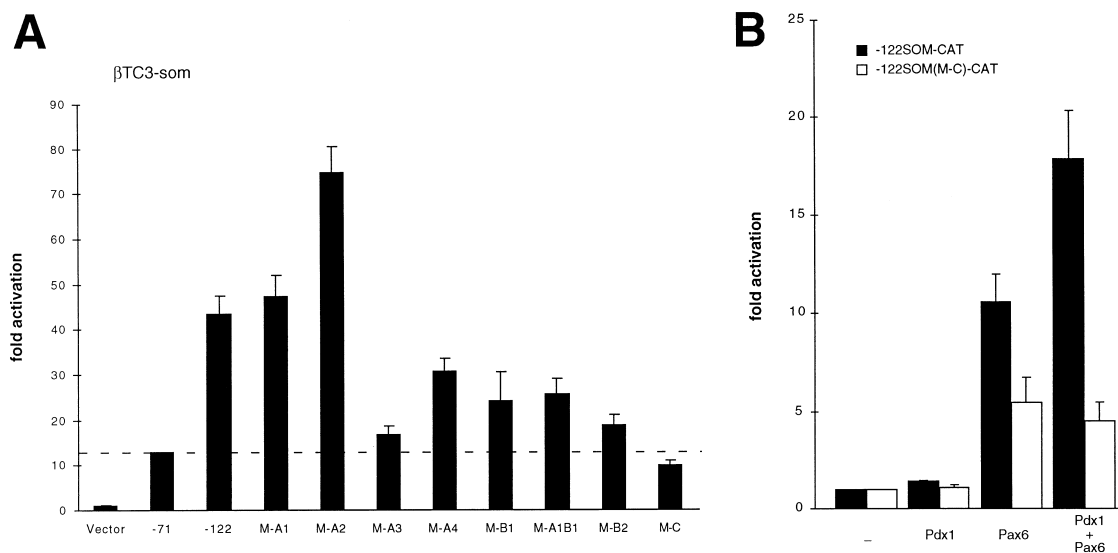 A
βTC3-som
fold activation
90
80
70
60
50
40
30
20
10
0
Vector -71 -122 M-A1 M-A2 M-A3 M-A4 M-B1 M-A1B1 M-B2 M-C
B
-122SOM-CAT
-122SOM(M-C)-CAT
fold activation
25
20
15
10
5
0
– Pdx1 Pax6 Pdx1 + Pax6